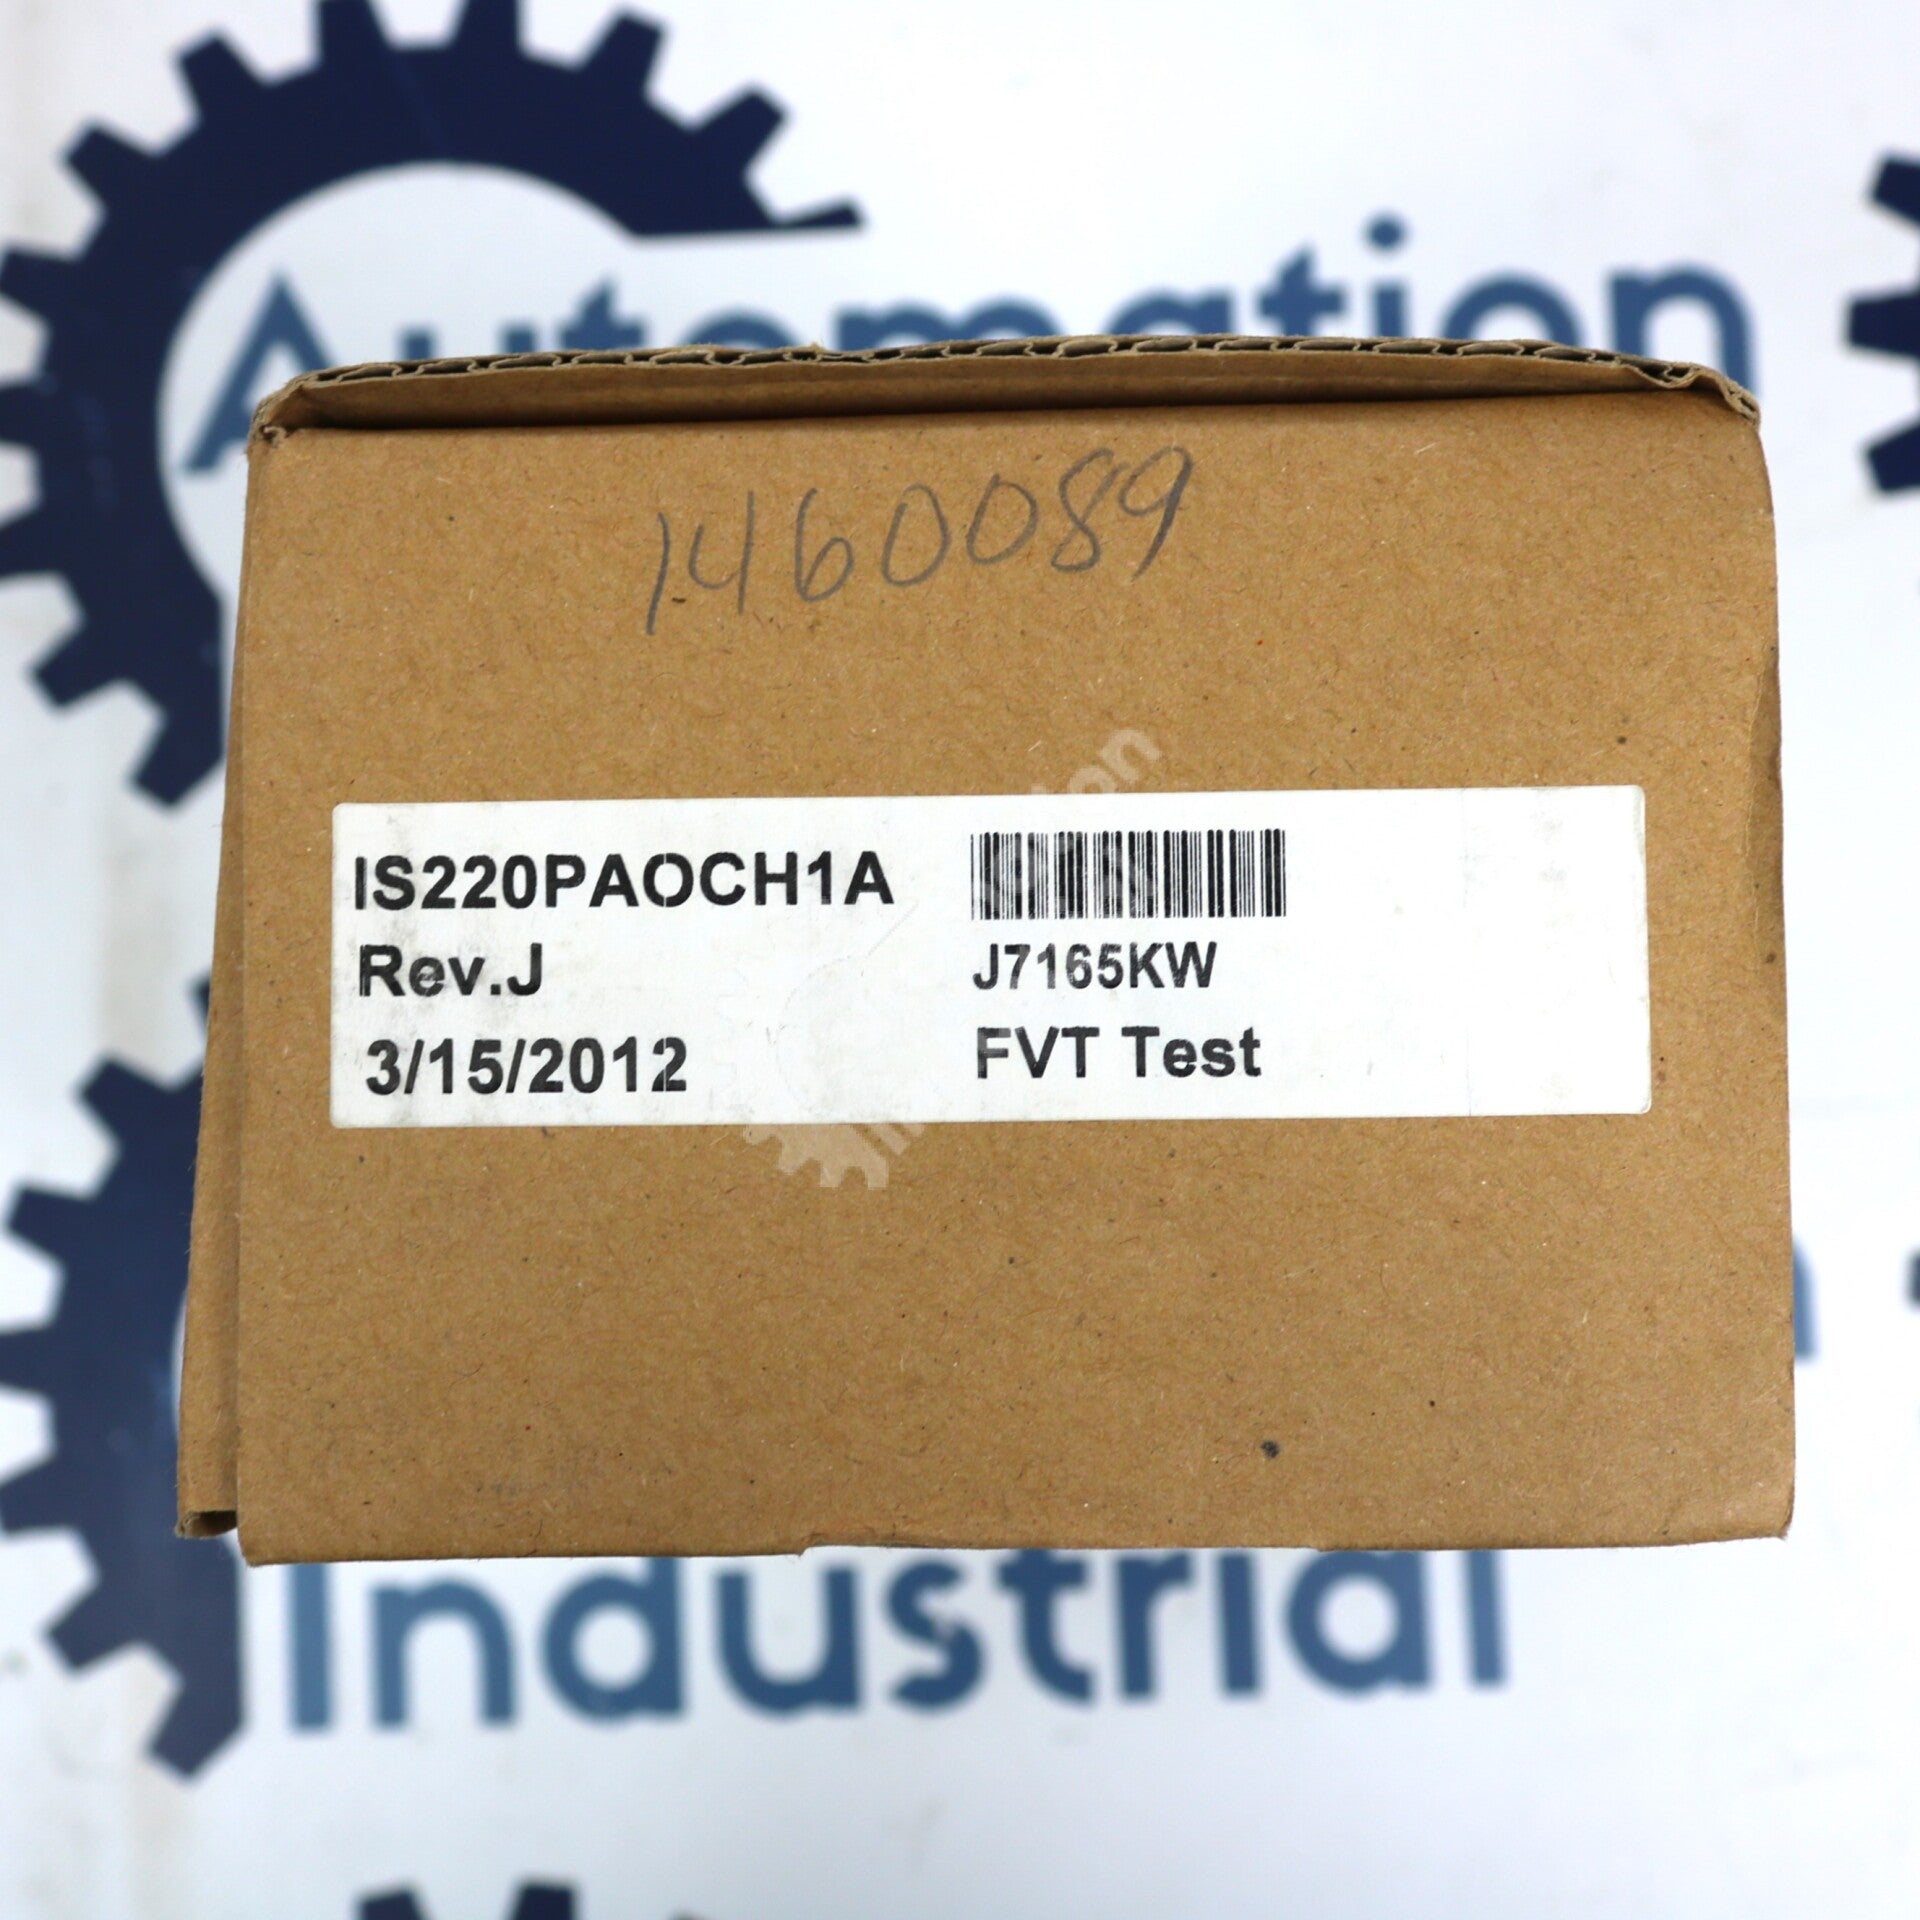 Automation
1460089
IS220PAOCH1A
Rev.J
J7165KW
3/15/2012
FVT Test
Industrial